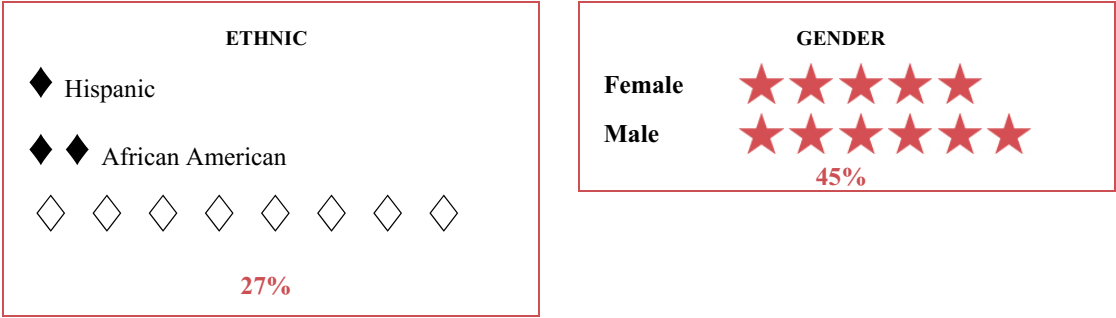 ETHNIC
Hispanic
African American
27%
GENDER
Female
Male
45%